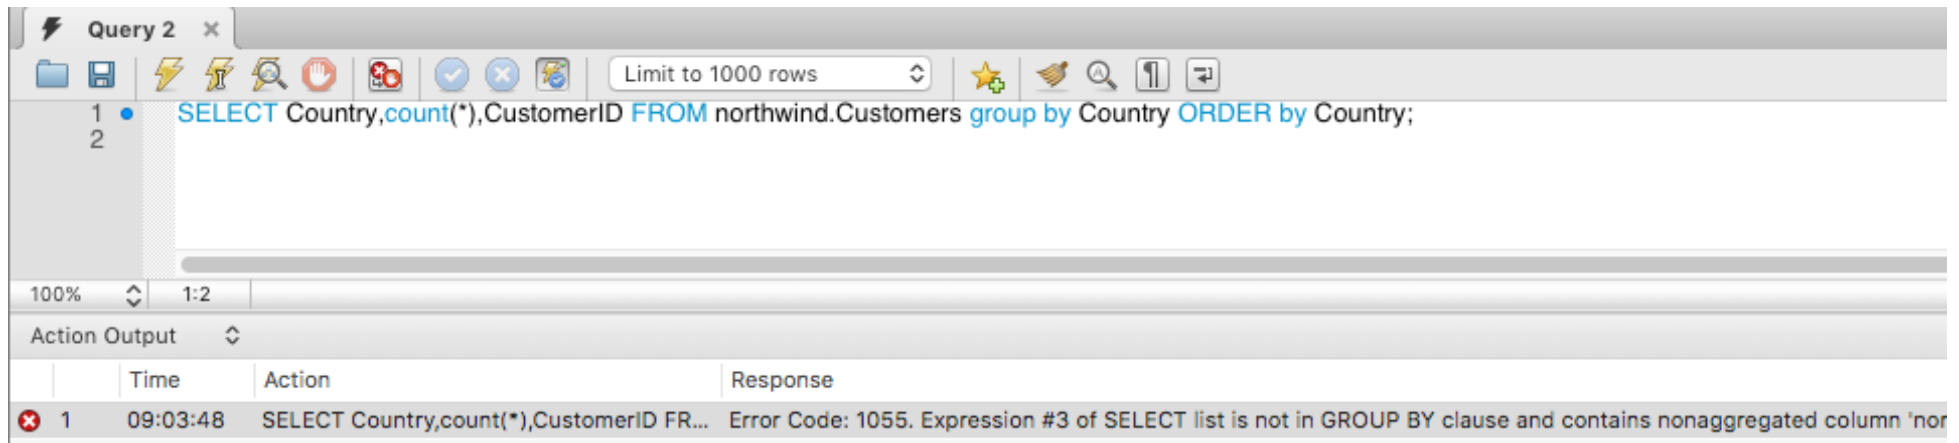 Query 2
Limit to 1000 rows
1 SELECT Country,count(*),CustomerID FROM northwind.Customers group by Country ORDER by Country;
2
100% 1:2
Action Output
Time Action Response
1 09:03:48 SELECT Country,count(*),CustomerID FR... Error Code: 1055. Expression #3 of SELECT list is not in GROUP BY clause and contains nonaggregated column 'nor